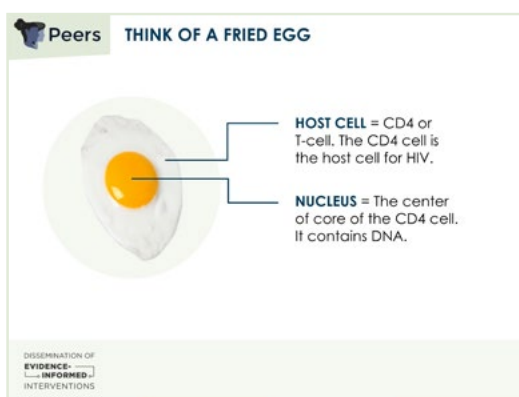 Peers
THINK OF A FRIED EGG
HOST CELL = CD4 or
T-cell. The CD4 cell is
the host cell for HIV.
NUCLEUS = The center
of core of the CD4 cell.
It contains DNA.
DISSEMINATION OF
EVIDENCE-
INFORMED
INTERVENTIONS